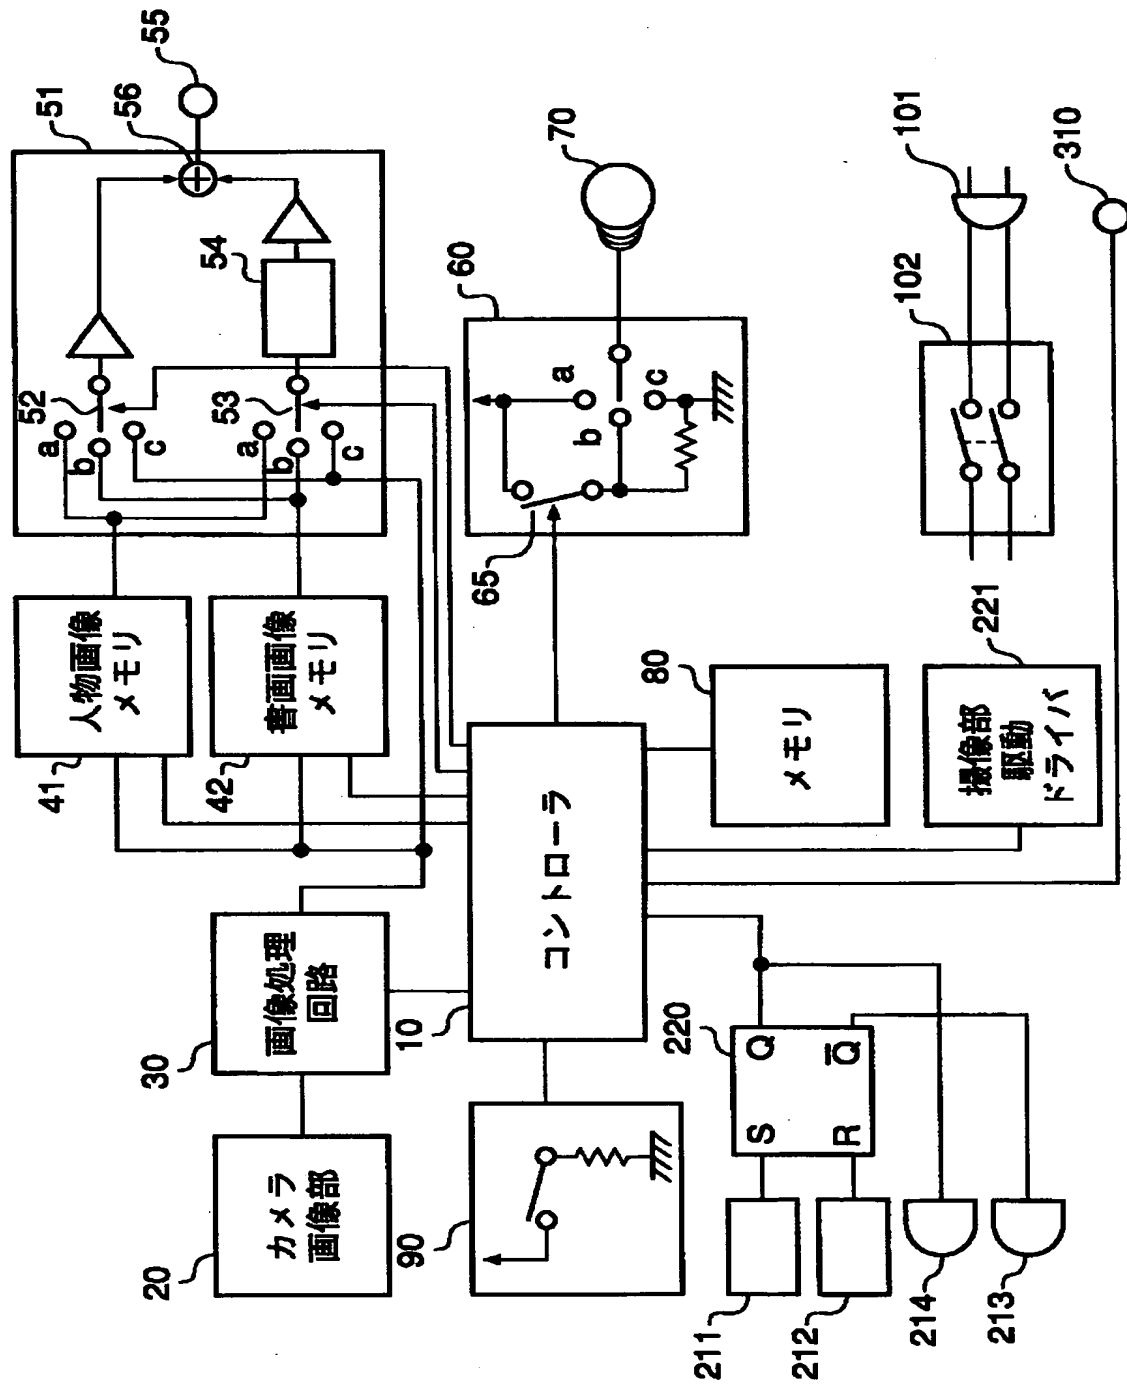 カメラ
画像部
20
画像処理
回路
30
人物画像
メモリ
41
書画画像
メモリ
42
51
52
53
54
55
56
a
b
c
a
b
c
コントローラ
10
60
65
70
a
b
c
メモリ
80
90
101
102
撮像部
駆動
ドライバ
221
310
S
R
Q
Q̅
220
211
212
214
213